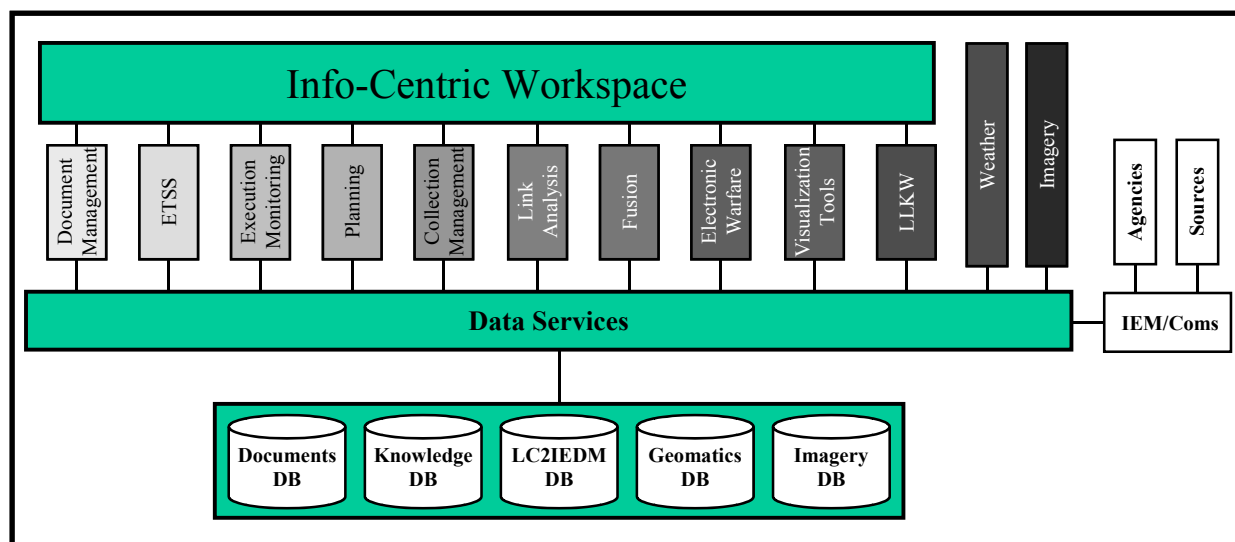 Info-Centric Workspace
Document
Management
ETSS
Execution
Monitoring
Planning
Collection
Management
Link
Analysis
Fusion
Electronic
Warfare
Visualization
Tools
LLKW
Weather
Imagery
Agencies
Sources
Data Services
IEM/Coms
Documents
DB
Knowledge
DB
LC2IEDM
DB
Geomatics
DB
Imagery
DB